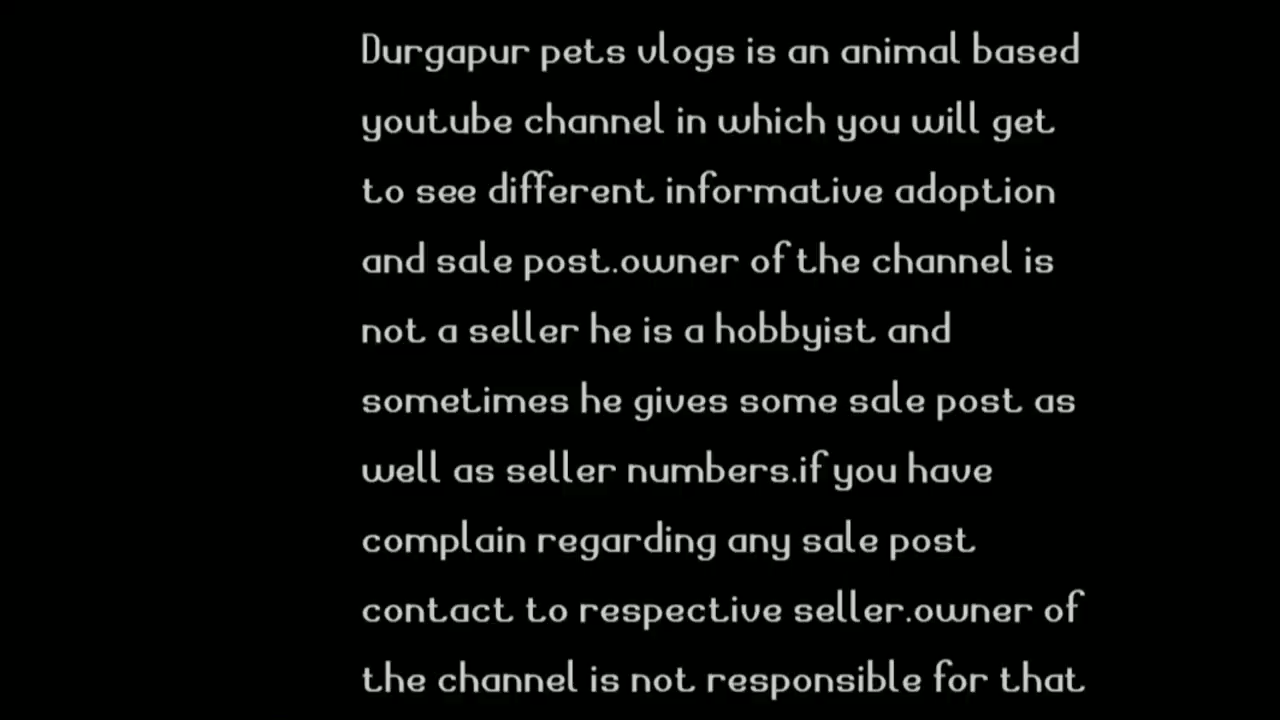 Durgapur pets vlogs is an animal based
youtube channel in which you will get
to see different informative adoption
and sale post.owner of the channel is
not a seller he is a hobbyist and
sometimes he gives some sale post as
well as seller numbers.if you have
complain regarding any sale post
contact to respective seller.owner of
the channel is not responsible for that